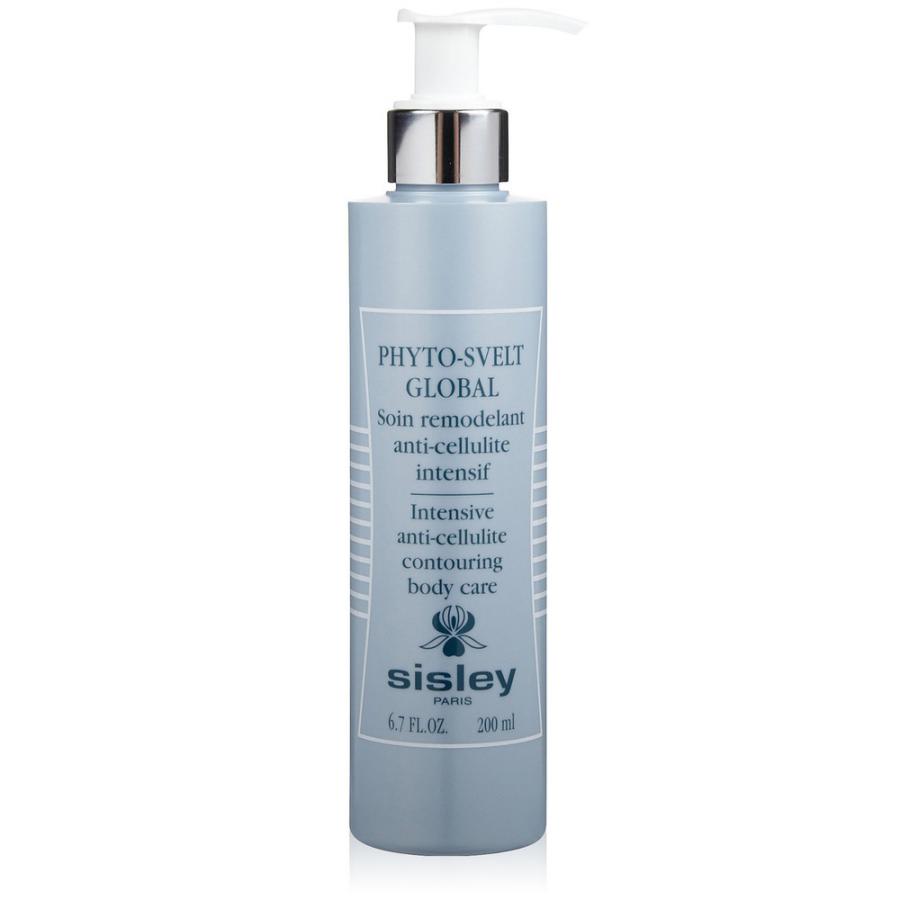 PHYTO-SVELT
GLOBAL
Soin remodelant
anti-cellulite
intensif
Intensive
anti-cellulite
contouring
body care
sisley
PARIS
6.7 FL.OZ. 200 ml